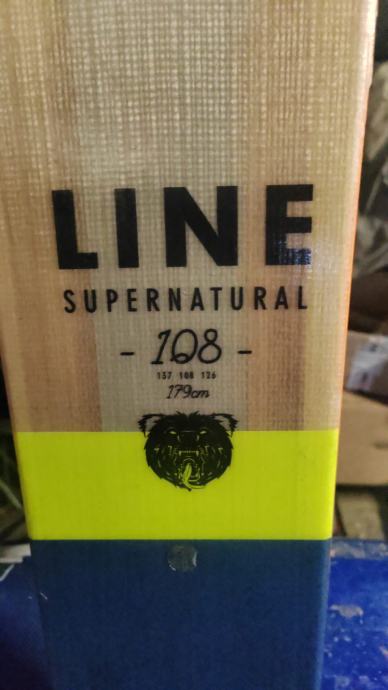 LINE
SUPERNATURAL
- 108 -
137 108 126
179cm